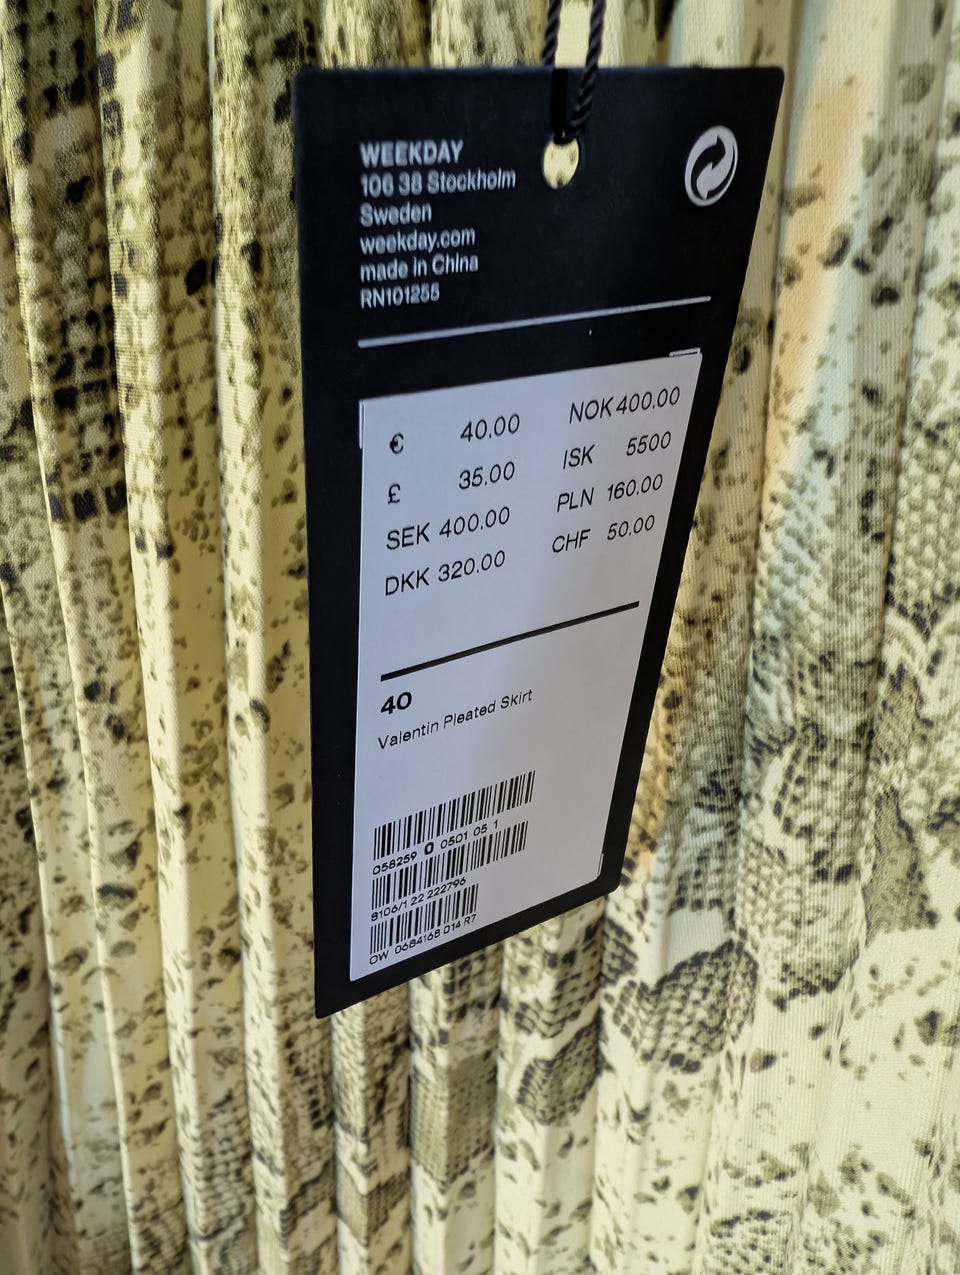 WEEKDAY
106 38 Stockholm
Sweden
weekday.com
made in China
RN101255
€ 40.00 NOK 400.00
£ 35.00 ISK 5500
SEK 400.00 PLN 160.00
DKK 320.00 CHF 50.00
40
Valentin Pleated Skirt
058259 0 0501 05 1
8106/1 22 222796
OW 0684168 014 R7